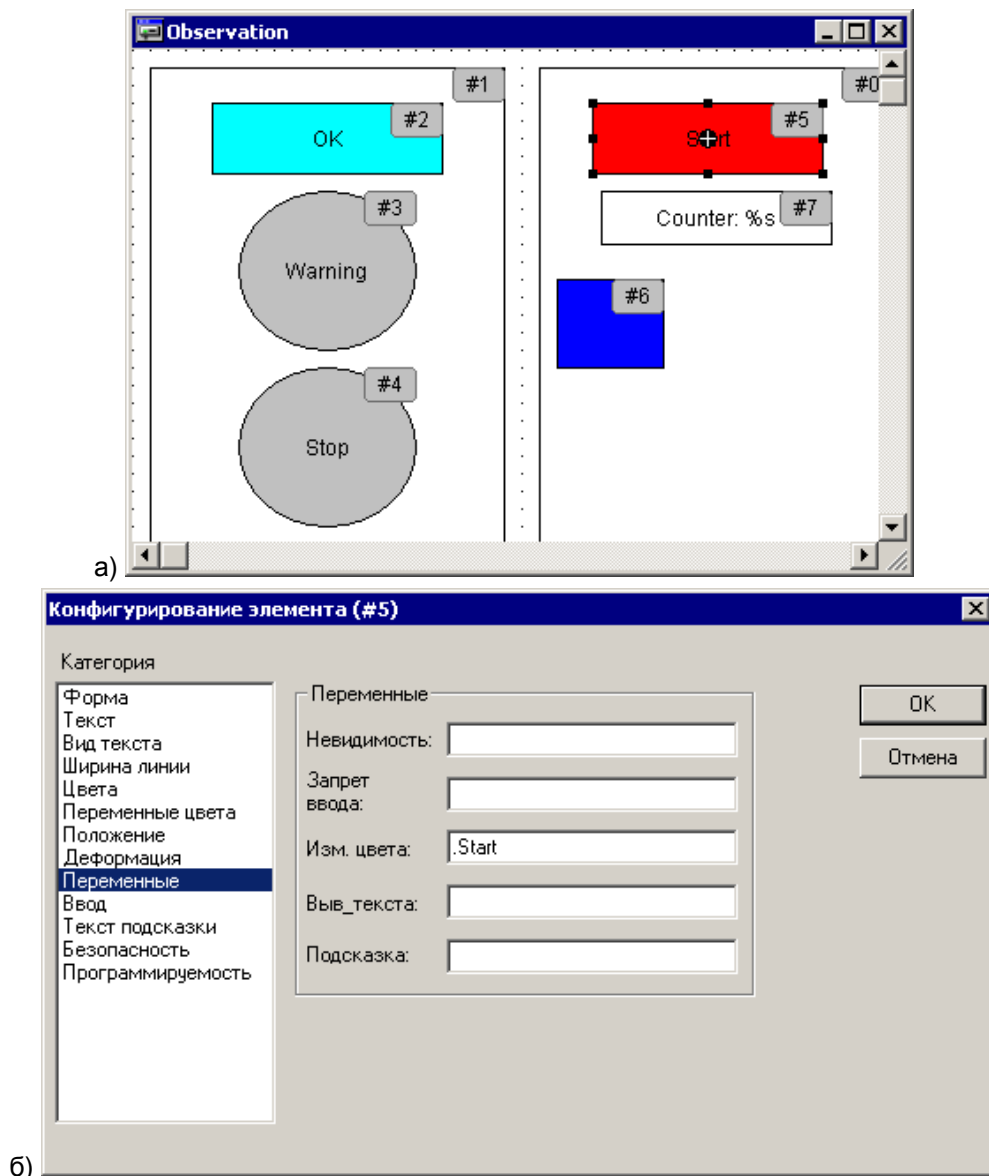 Observation
#1
#0
#2
OK
#5
Start
#3
#7
Counter: %s
Warning
#6
#4
Stop
а)
Конфигурирование элемента (#5)
Категория
Форма
Текст
Вид текста
Ширина линии
Цвета
Переменные цвета
Положение
Деформация
Переменные
Ввод
Текст подсказки
Безопасность
Программируемость
Переменные
Невидимость:
Запрет
ввода:
Изм. цвета:
.Start
Выв_текста:
Подсказка:
OK
Отмена
б)